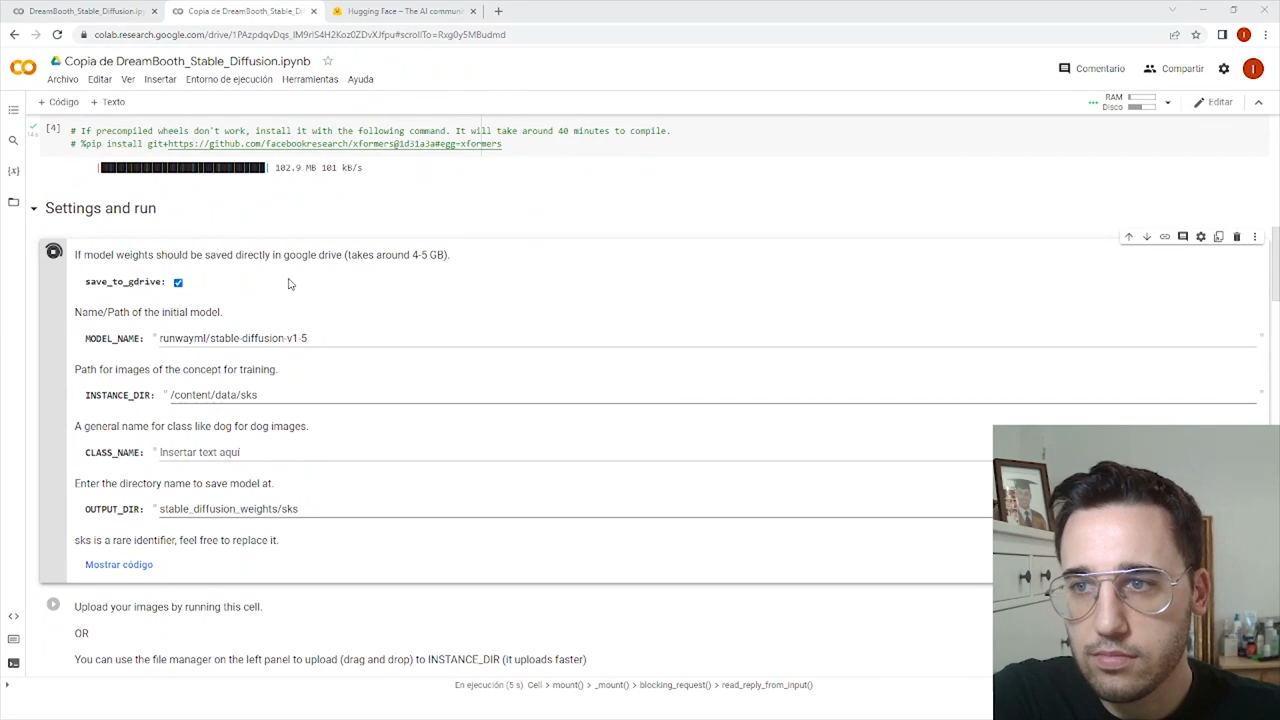 DreamBooth_Stable_Diffusion.ipy
Copia de DreamBooth_Stable_Dif
Hugging Face – The AI communi
colab.research.google.com/drive/1PAzpdqvDqs_lM9rlS4H2Koz0ZDvXJfpu#scrollTo=Rxg0y5MBudmd
I
CO
Copia de DreamBooth_Stable_Diffusion.ipynb
Archivo Editar Ver Insertar Entorno de ejecución Herramientas Ayuda
Comentario
Compartir
I
+ Código + Texto
RAM
Disco
Editar
14 s
[4]
# If precompiled wheels don't work, install it with the following command. It will take around 40 minutes to compile.
# %pip install git+https://github.com/facebookresearch/xformers@1d31a3a#egg=xformers
102.9 MB 101 kB/s
Settings and run
If model weights should be saved directly in google drive (takes around 4-5 GB).
save_to_gdrive:
Name/Path of the initial model.
MODEL_NAME: " runwayml/stable-diffusion-v1-5 "
Path for images of the concept for training.
INSTANCE_DIR: " /content/data/sks "
A general name for class like dog for dog images.
CLASS_NAME: " Insertar text aquí
Enter the directory name to save model at.
OUTPUT_DIR: " stable_diffusion_weights/sks
sks is a rare identifier, feel free to replace it.
Mostrar código
Upload your images by running this cell.
OR
You can use the file manager on the left panel to upload (drag and drop) to INSTANCE_DIR (it uploads faster)
En ejecución (5 s) Cell > mount() > _mount() > blocking_request() > read_reply_from_input()